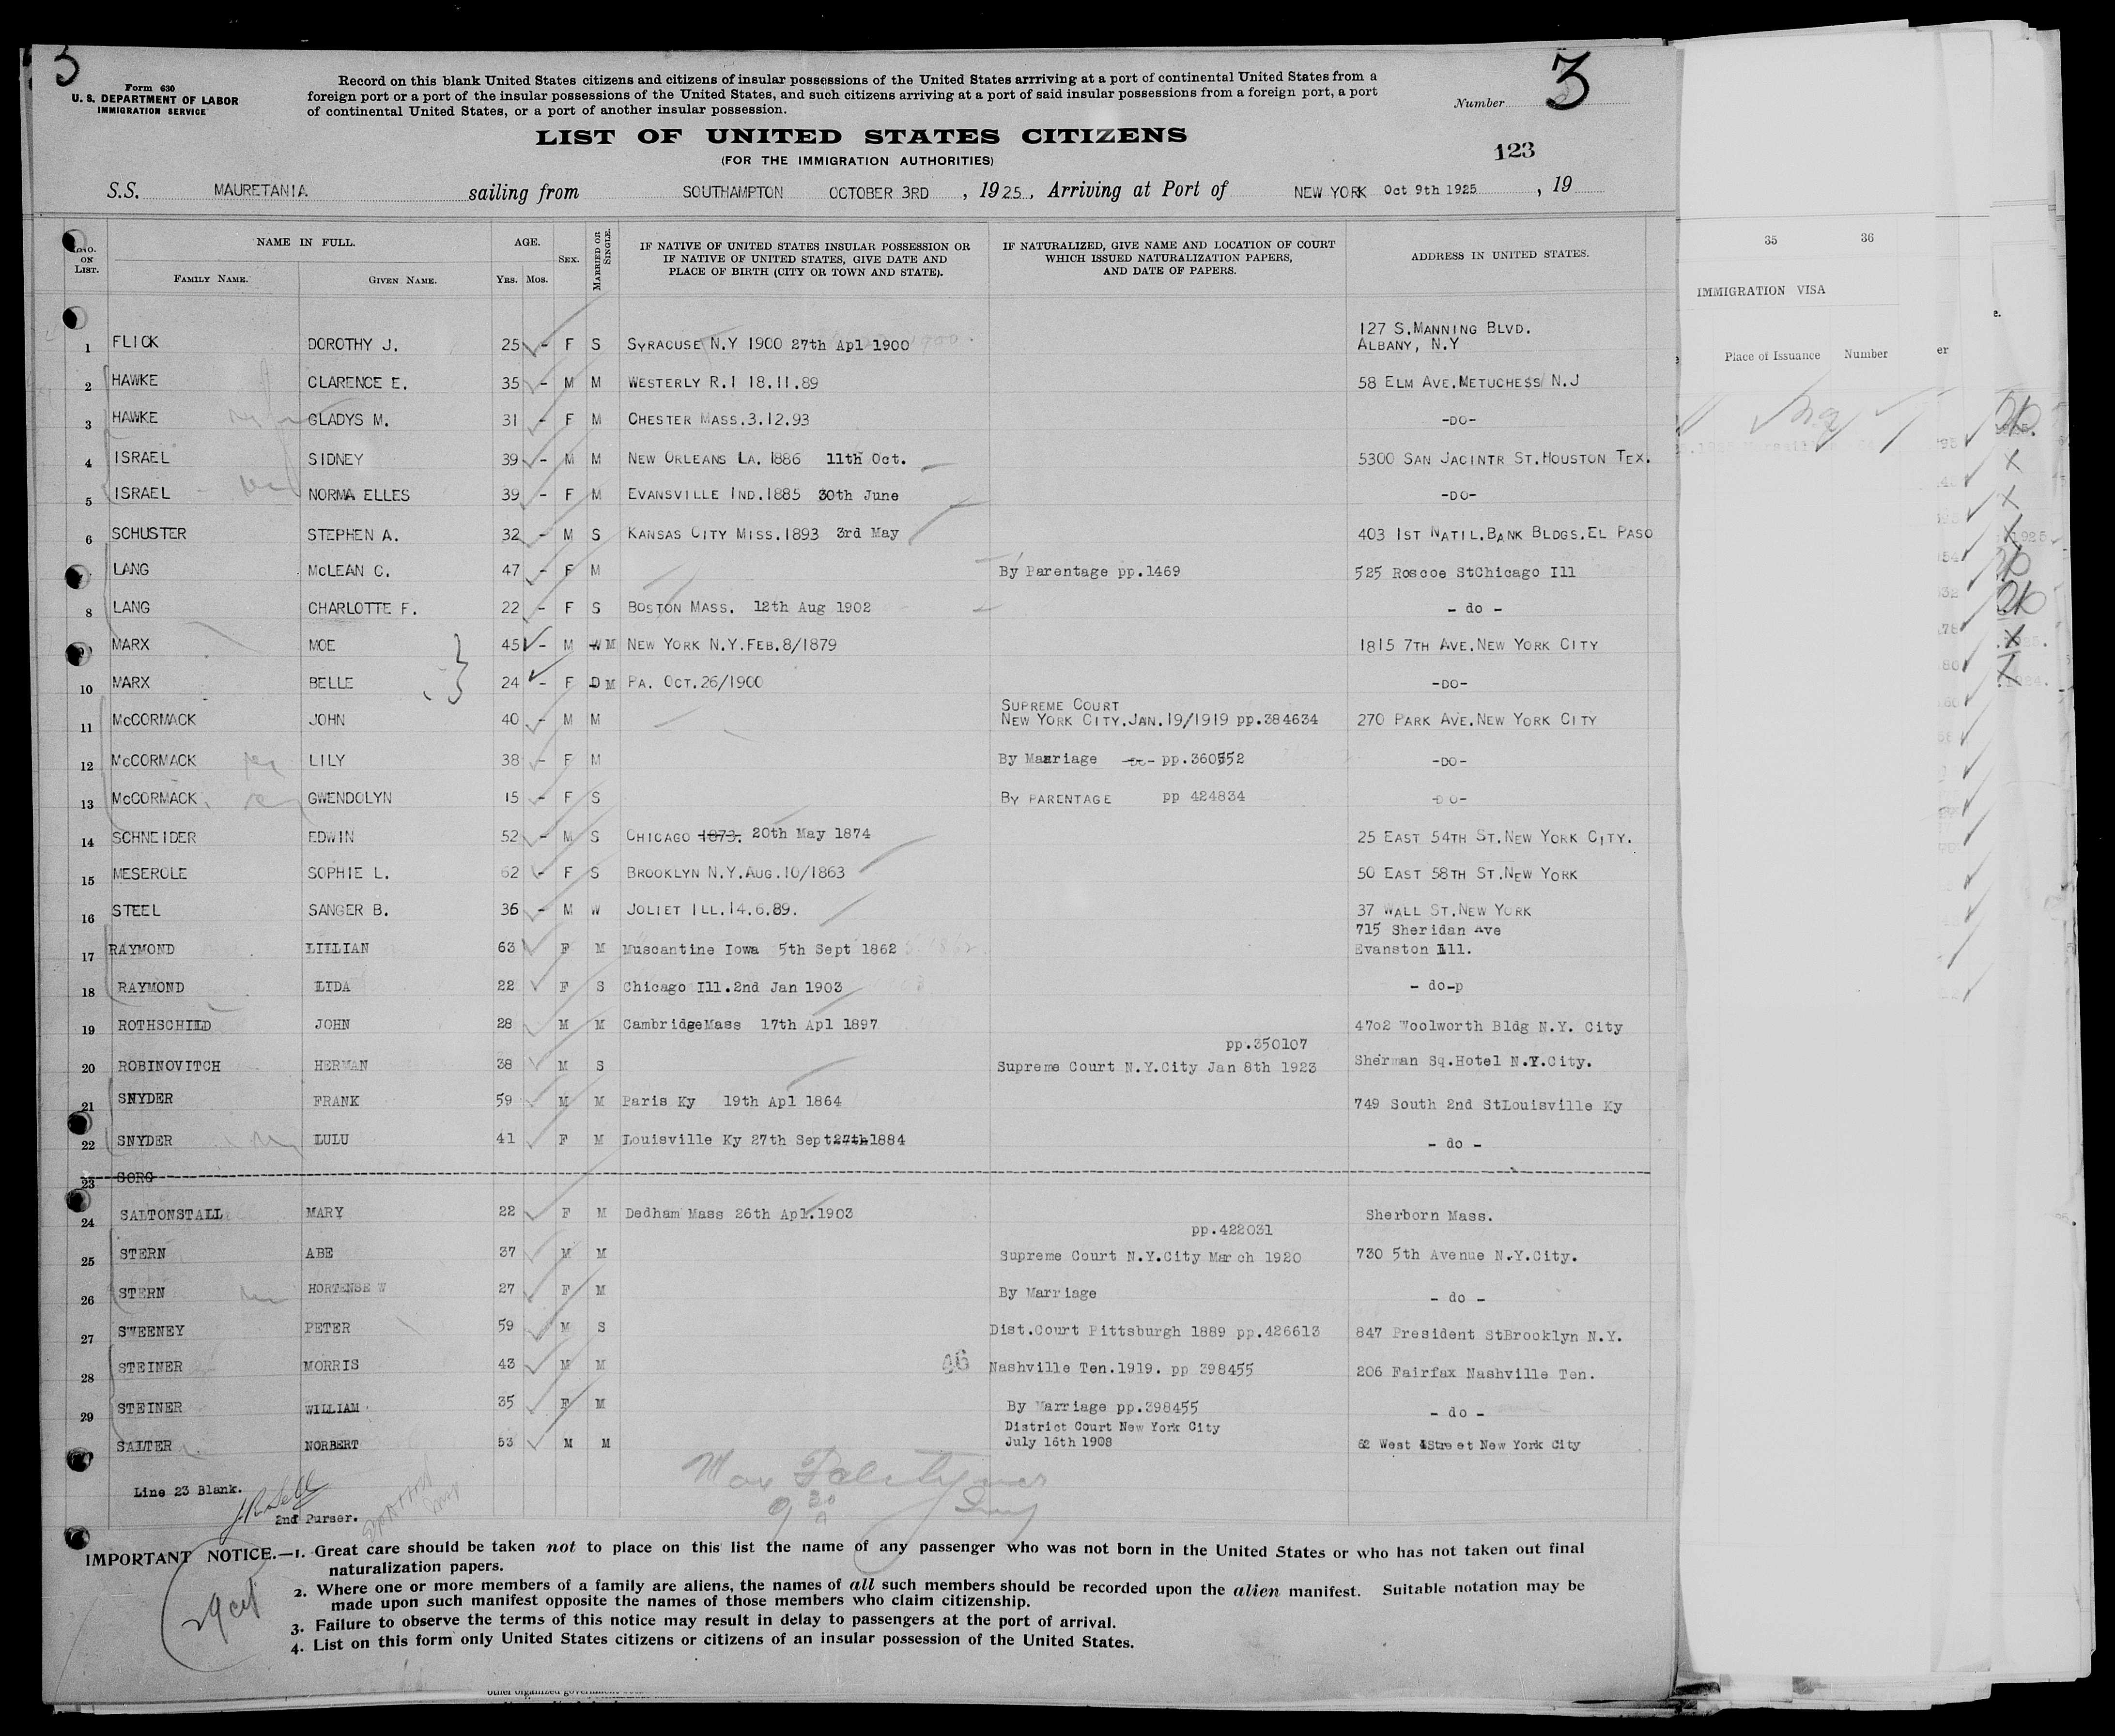 3
3
Form 630
U. S. DEPARTMENT OF LABOR
IMMIGRATION SERVICE
Record on this blank United States citizens and citizens of insular possessions of the United States arrriving at a port of continental United States from a
foreign port or a port of the insular possessions of the United States, and such citizens arriving at a port of said insular possessions from a foreign port, a port
of continental United States, or a port of another insular possession.
Number
LIST OF UNITED STATES CITIZENS
(FOR THE IMMIGRATION AUTHORITIES)
123
S.S. MAURETANIA sailing from SOUTHAMPTON OCTOBER 3RD , 1925, Arriving at Port of NEW YORK Oct 9th 1925 , 19
No. ON LIST. NAME IN FULL. FAMILY NAME. GIVEN NAME. AGE. YRS. MOS. SEX. MARRIED OR SINGLE. IF NATIVE OF UNITED STATES INSULAR POSSESSION OR IF NATIVE OF UNITED STATES, GIVE DATE AND PLACE OF BIRTH (CITY OR TOWN AND STATE). IF NATURALIZED, GIVE NAME AND LOCATION OF COURT WHICH ISSUED NATURALIZATION PAPERS, AND DATE OF PAPERS. ADDRESS IN UNITED STATES.
1 FLICK DOROTHY J. 25 - F S SYRACUSE N.Y 1900 27th Apl 1900 127 S.MANNING BLVD. ALBANY, N.Y
2 HAWKE CLARENCE E. 35 - M M WESTERLY R.I 18.11.89 58 ELM AVE.METUCHESS N.J
3 HAWKE GLADYS M. 31 - F M CHESTER MASS.3.12.93 -DO-
4 ISRAEL SIDNEY 39 - M M NEW ORLEANS LA. 1886 11th Oct. 5300 SAN JACINTR ST.HOUSTON TEX.
5 ISRAEL NORMA ELLES 39 - F M EVANSVILLE IND.1885 30th June -DO-
6 SCHUSTER STEPHEN A. 32 - M S KANSAS CITY MISS.1893 3rd May 403 1ST NATIL.BANK BLDGS.EL PASO
LANG McLEAN C. 47 - F M By Parentage pp.1469 525 Roscoe StChicago Ill
8 LANG CHARLOTTE F. 22 - F S BOSTON MASS. 12th Aug 1902 - do -
MARX MOE 45 - M W M NEW YORK N.Y.FEB.8/1879 1815 7TH AVE.NEW YORK CITY
10 MARX BELLE 24 - F D M PA. OCT.26/1900 -DO-
11 McCORMACK JOHN 40 - M M SUPREME COURT NEW YORK CITY.JAN.19/1919 pp.384634 270 PARK AVE.NEW YORK CITY
12 McCORMACK LILY 38 - F M By Marriage -Do- pp.360552 -DO-
13 McCORMACK GWENDOLYN 15 - F S BY PARENTAGE pp 424834 -DO-
14 SCHNEIDER EDWIN 52 - M S CHICAGO 1873. 20th May 1874 25 EAST 54TH ST.NEW YORK CITY.
15 MESEROLE SOPHIE L. 62 - F S BROOKLYN N.Y.AUG.10/1863 50 EAST 58TH ST.NEW YORK
16 STEEL SANGER B. 36 - M W JOLIET ILL.14.6.89. 37 WALL ST.NEW YORK
17 RAYMOND LILLIAN 63 F M Muscantine Iowa 5th Sept 1862 715 Sheridan Ave Evanston Ill.
18 RAYMOND LIDA 22 F S Chicago Ill.2nd Jan 1903 - do-p
19 ROTHSCHILD JOHN 28 M M CambridgeMass 17th Apl 1897 4702 Woolworth Bldg N.Y. City
20 ROBINOVITCH HERMAN 38 M S pp.350107 Supreme Court N.Y.City Jan 8th 1923 Sherman Sq.Hotel N.Y.City.
21 SNYDER FRANK 59 M M Paris Ky 19th Apl 1864 749 South 2nd StLouisville Ky
22 SNYDER LULU 41 F M Louisville Ky 27th Sept27th1884 - do -
23 SORG
24 SALTONSTALL MARY 22 F M Dedham Mass 26th Apl.1903 Sherborn Mass.
25 STERN ABE 37 M M pp.422031 Supreme Court N.Y.City March 1920 730 5th Avenue N.Y.City.
26 STERN HORTENSE W 27 F M By Marriage - do -
27 SWEENEY PETER 59 M S Dist.Court Pittsburgh 1889 pp.426613 847 President StBrooklyn N.Y.
28 STEINER MORRIS 43 M M 46 Nashville Ten.1919. pp 398455 206 Fairfax Nashville Ten.
29 STEINER WILLIAM 35 F M By Marriage pp.398455 - do -
SALTER NORBERT 53 M M District Court New York City July 16th 1908 62 West 4Street New York City
Line 23 Blank.
2nd Purser.
IMPORTANT NOTICE.—1. Great care should be taken not to place on this list the name of any passenger who was not born in the United States or who has not taken out final
naturalization papers.
2. Where one or more members of a family are aliens, the names of all such members should be recorded upon the alien manifest. Suitable notation may be
made upon such manifest opposite the names of those members who claim citizenship.
3. Failure to observe the terms of this notice may result in delay to passengers at the port of arrival.
4. List on this form only United States citizens or citizens of an insular possession of the United States.
35 36
IMMIGRATION VISA
Place of Issuance Number